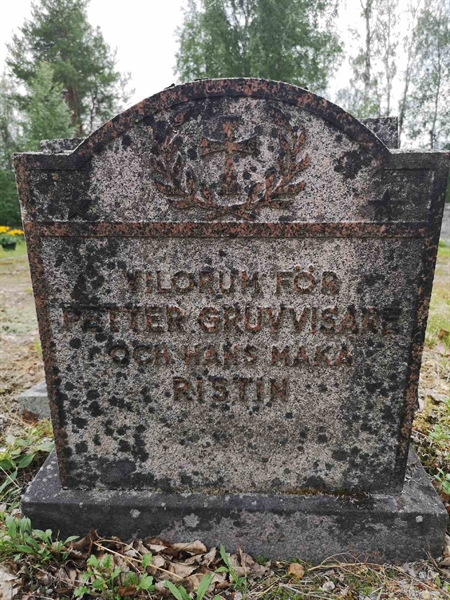 VILORUM FÖR
PETTER GRUVVISARE
OCH HANS MAKA
RISTIN